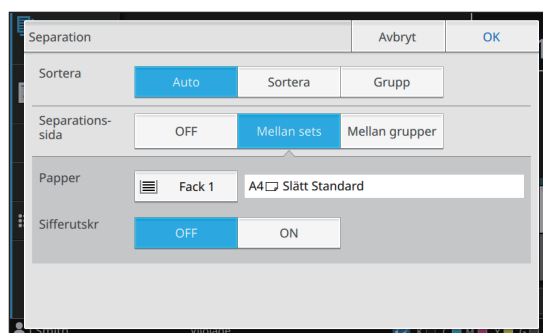 Separation Avbryt OK
Sortera Auto Sortera Grupp
Separations-
sida OFF Mellan sets Mellan grupper
Papper Fack 1 A4 Slätt Standard
Sifferutskr OFF ON